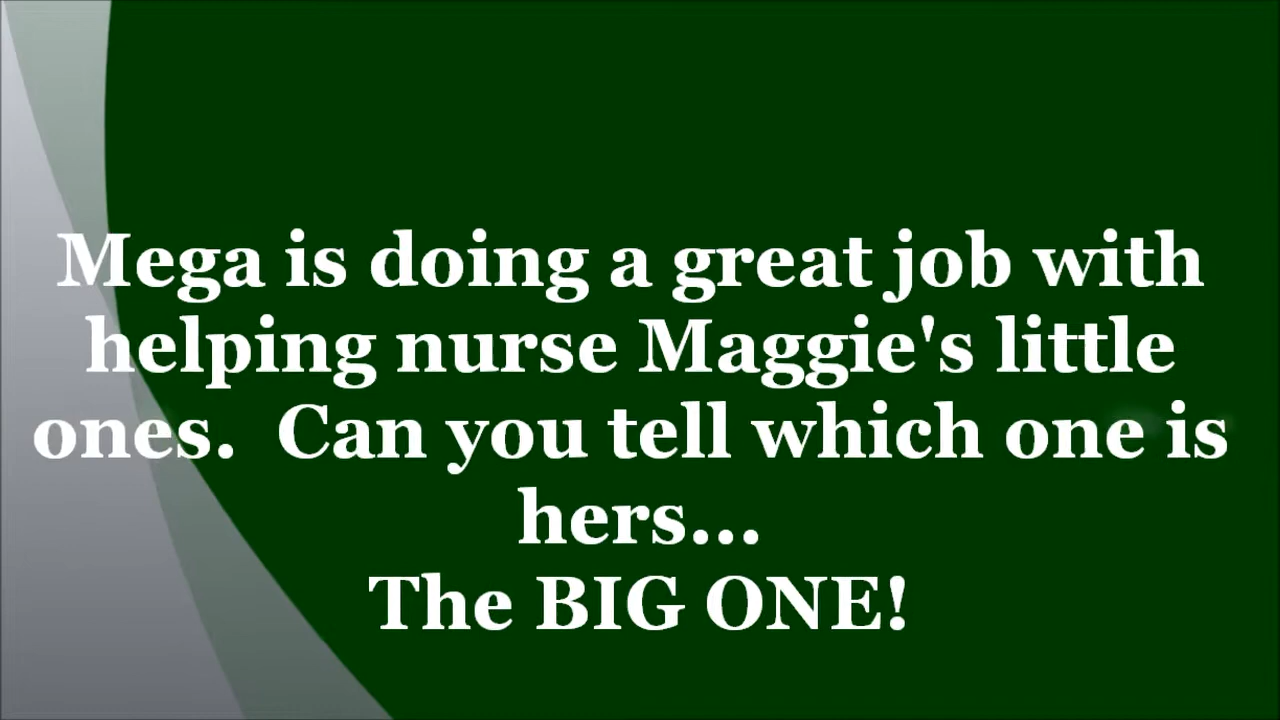 Mega is doing a great job with
helping nurse Maggie's little
ones.  Can you tell which one is
hers...
The BIG ONE!